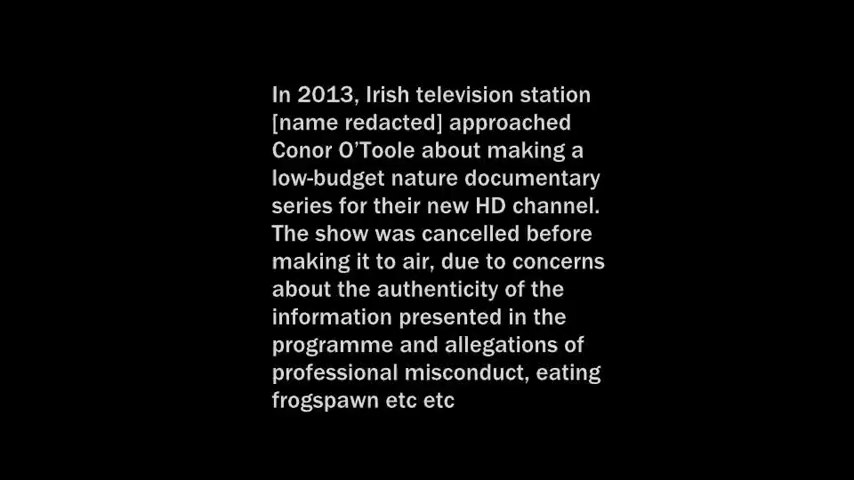 In 2013, Irish television station
[name redacted] approached
Conor O’Toole about making a
low-budget nature documentary
series for their new HD channel.
The show was cancelled before
making it to air, due to concerns
about the authenticity of the
information presented in the
programme and allegations of
professional misconduct, eating
frogspawn etc etc